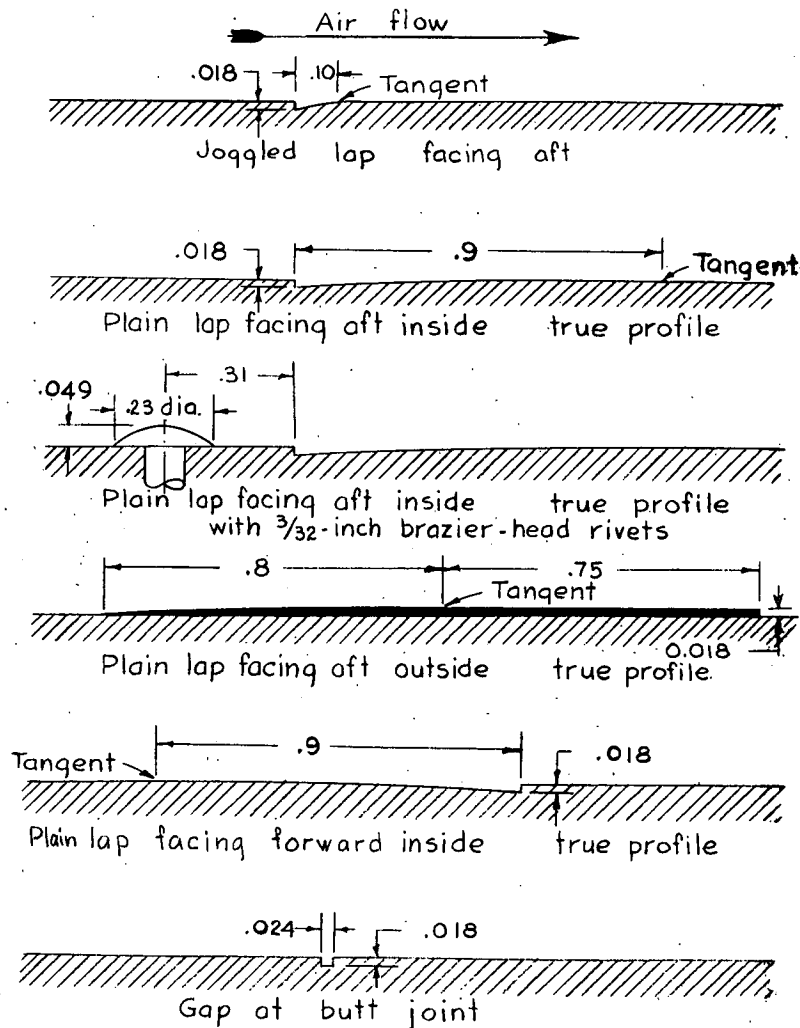 Air flow
.018 .10 Tangent
Joggled lap facing aft
.018 .9 Tangent
Plain lap facing aft inside true profile
.049 .23 dia. .31
Plain lap facing aft inside true profile
with 3/32-inch brazier-head rivets
.8 .75
Tangent
0.018
Plain lap facing aft outside true profile.
.9 .018
Tangent
Plain lap facing forward inside true profile
.024 .018
Gap at butt joint